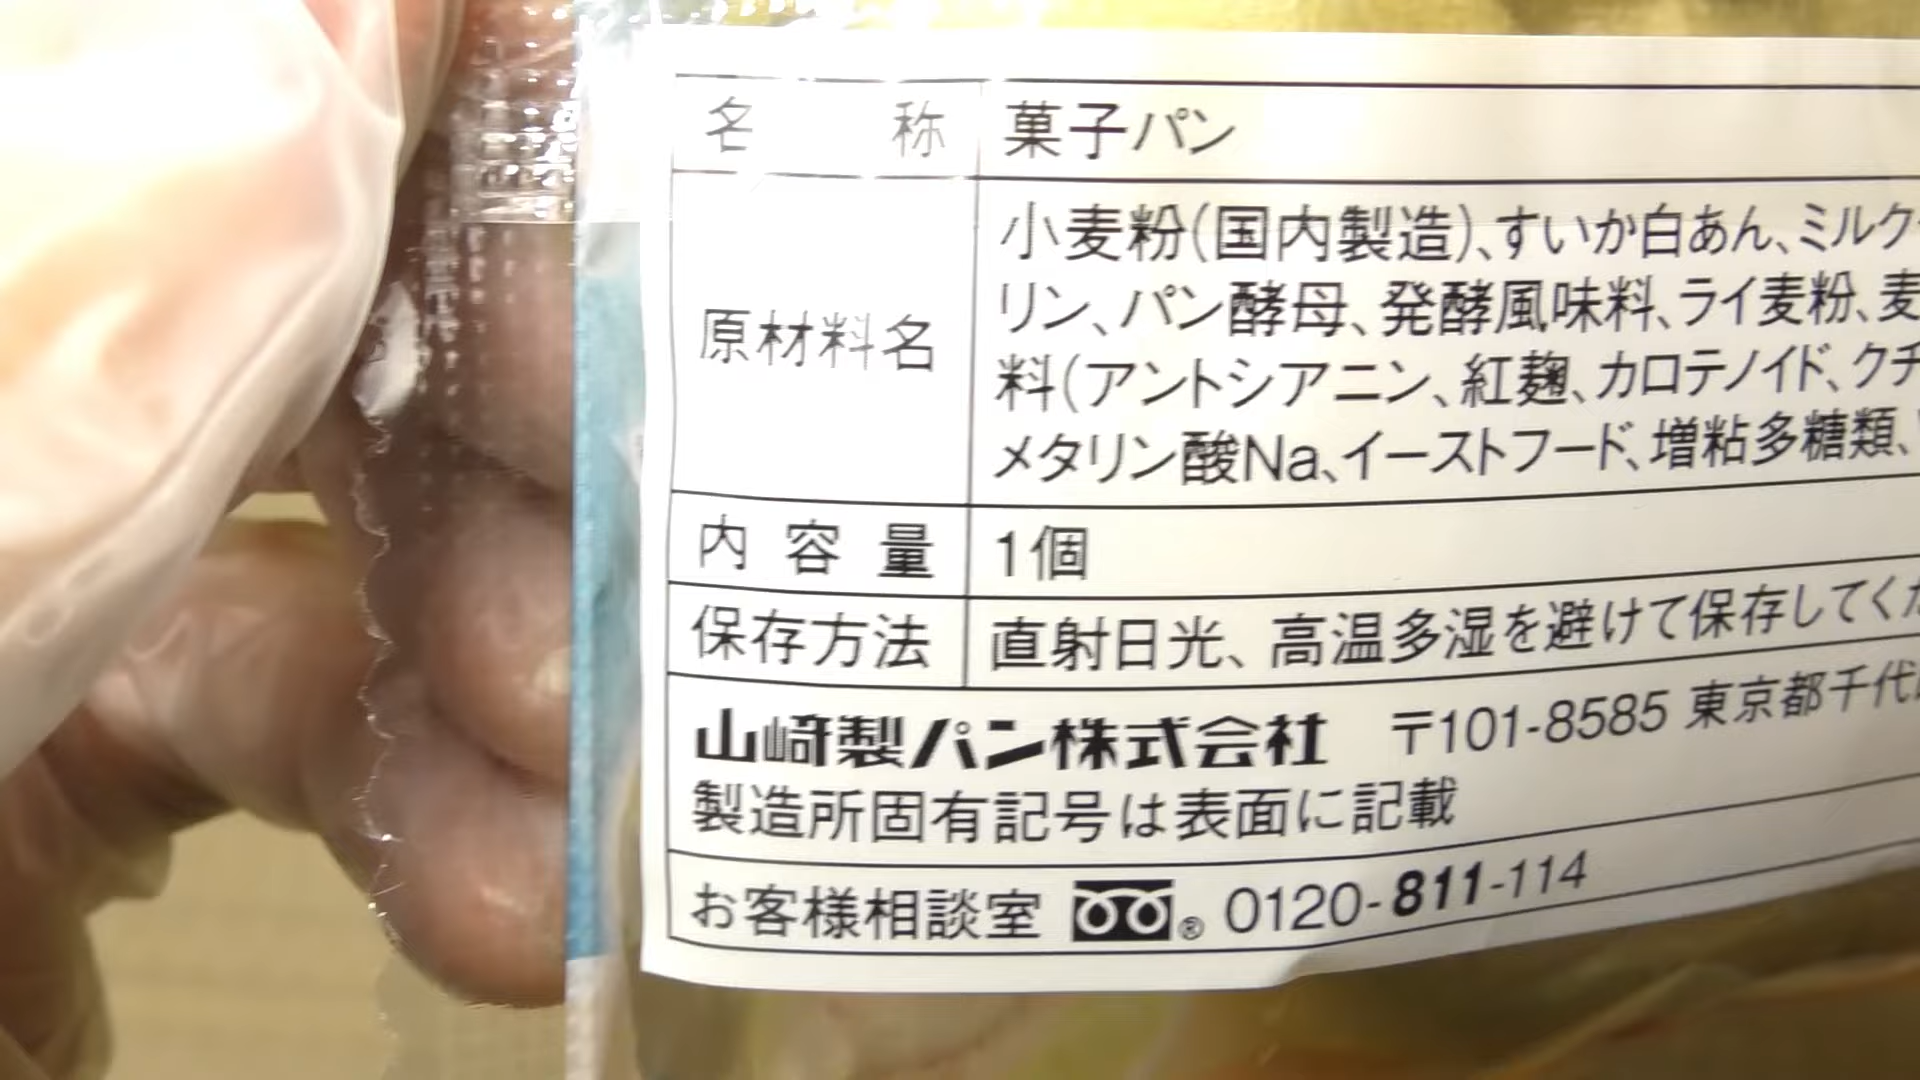 名 称 菓子パン
小麦粉(国内製造)、すいか白あん、ミルク
リン、パン酵母、発酵風味料、ライ麦粉、麦
原材料名
料(アントシアニン、紅麹、カロテノイド、クチ
メタリン酸Na、イーストフード、増粘多糖類、
内容量 1個
保存方法 直射日光、高温多湿を避けて保存してくだ
山崎製パン株式会社 〒101-8585 東京都千代
製造所固有記号は表面に記載
お客様相談室 ® 0120-811-114